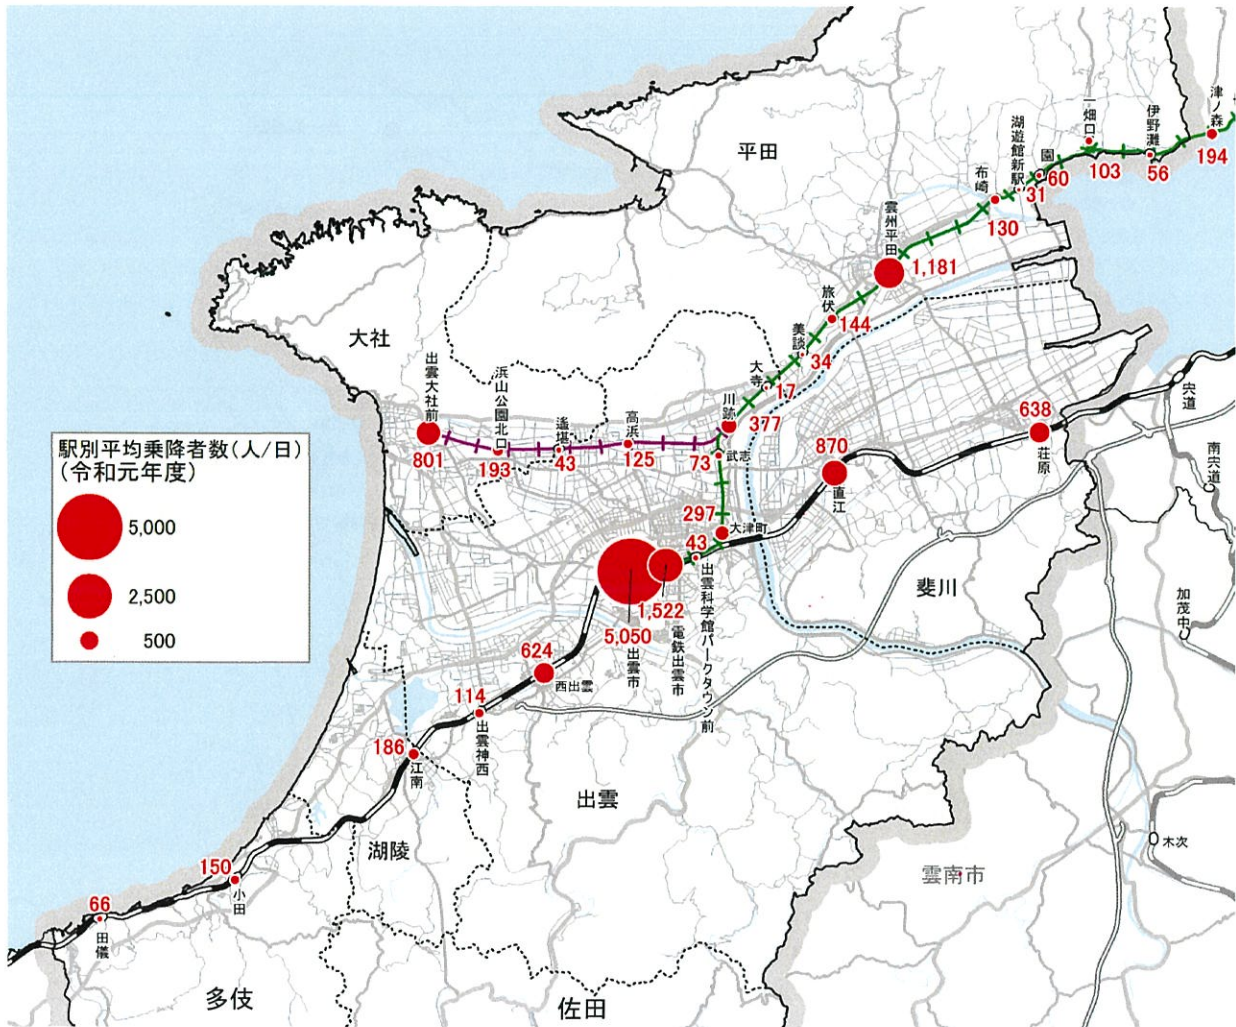 駅別平均乗降者数(人/日)
(令和元年度)
5,000
2,500
500
津ノ森
194
伊野灘
56
一畑口
103
園
60
湖遊館新駅
31
布崎
130
平田
雲州平田
1,181
旅伏
144
美談
34
大寺
17
川跡
377
大社
出雲大社前
801
浜山公園北口
193
遙堪
43
高浜
125
武志
73
大津町
297
出雲科学館パークタウン前
43
電鉄出雲市
1,522
出雲市
5,050
直江
870
荘原
638
宍道
南宍道
加茂中
木次
斐川
西出雲
624
出雲神西
114
江南
186
小田
150
田儀
66
出雲
湖陵
多伎
佐田
雲南市